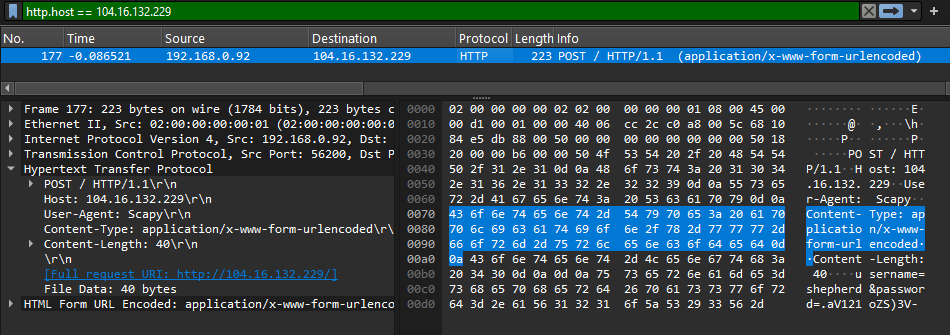 http.host == 104.16.132.229
No. Time Source Destination Protocol Length Info
177 -0.086521 192.168.0.92 104.16.132.229 HTTP 223 POST / HTTP/1.1 (application/x-www-form-urlencoded)
Frame 177: 223 bytes on wire (1784 bits), 223 bytes c
Ethernet II, Src: 02:00:00:00:00:01 (02:00:00:00:00:0
Internet Protocol Version 4, Src: 192.168.0.92, Dst:
Transmission Control Protocol, Src Port: 56200, Dst P
Hypertext Transfer Protocol
POST / HTTP/1.1\r\n
Host: 104.16.132.229\r\n
User-Agent: Scapy\r\n
Content-Type: application/x-www-form-urlencoded\r\
Content-Length: 40\r\n
\r\n
[Full request URI: http://104.16.132.229/]
File Data: 40 bytes
HTML Form URL Encoded: application/x-www-form-urlenco
0000 02 00 00 00 00 02 02 00 00 00 00 01 08 00 45 00 ········ ······E·
0010 00 d1 00 01 00 00 40 06 cc 2c c0 a8 00 5c 68 10 ······@· ·,···\h·
0020 84 e5 db 88 00 50 00 00 00 00 00 00 00 00 50 18 ·····P·· ······P·
0030 20 00 00 b6 00 00 50 4f 53 54 20 2f 20 48 54 54 ·····PO ST / HTT
0040 50 2f 31 2e 31 0d 0a 48 6f 73 74 3a 20 31 30 34 P/1.1··H ost: 104
0050 2e 31 36 2e 31 33 32 2e 32 32 39 0d 0a 55 73 65 .16.132. 229··Use
0060 72 2d 41 67 65 6e 74 3a 20 53 63 61 70 79 0d 0a r-Agent: Scapy··
0070 43 6f 6e 74 65 6e 74 2d 54 79 70 65 3a 20 61 70 Content- Type: ap
0080 70 6c 69 63 61 74 69 6f 6e 2f 78 2d 77 77 77 2d plicatio n/x-www-
0090 66 6f 72 6d 2d 75 72 6c 65 6e 63 6f 64 65 64 0d form-url encoded·
00a0 0a 43 6f 6e 74 65 6e 74 2d 4c 65 6e 67 74 68 3a ·Content -Length:
00b0 20 34 30 0d 0a 0d 0a 75 73 65 72 6e 61 6d 65 3d 40····u sername=
00c0 73 68 65 70 68 65 72 64 26 70 61 73 73 77 6f 72 shepherd &passwor
00d0 64 3d 2e 61 56 31 32 31 6f 5a 53 29 33 56 2d d=.aV121 oZS)3V-